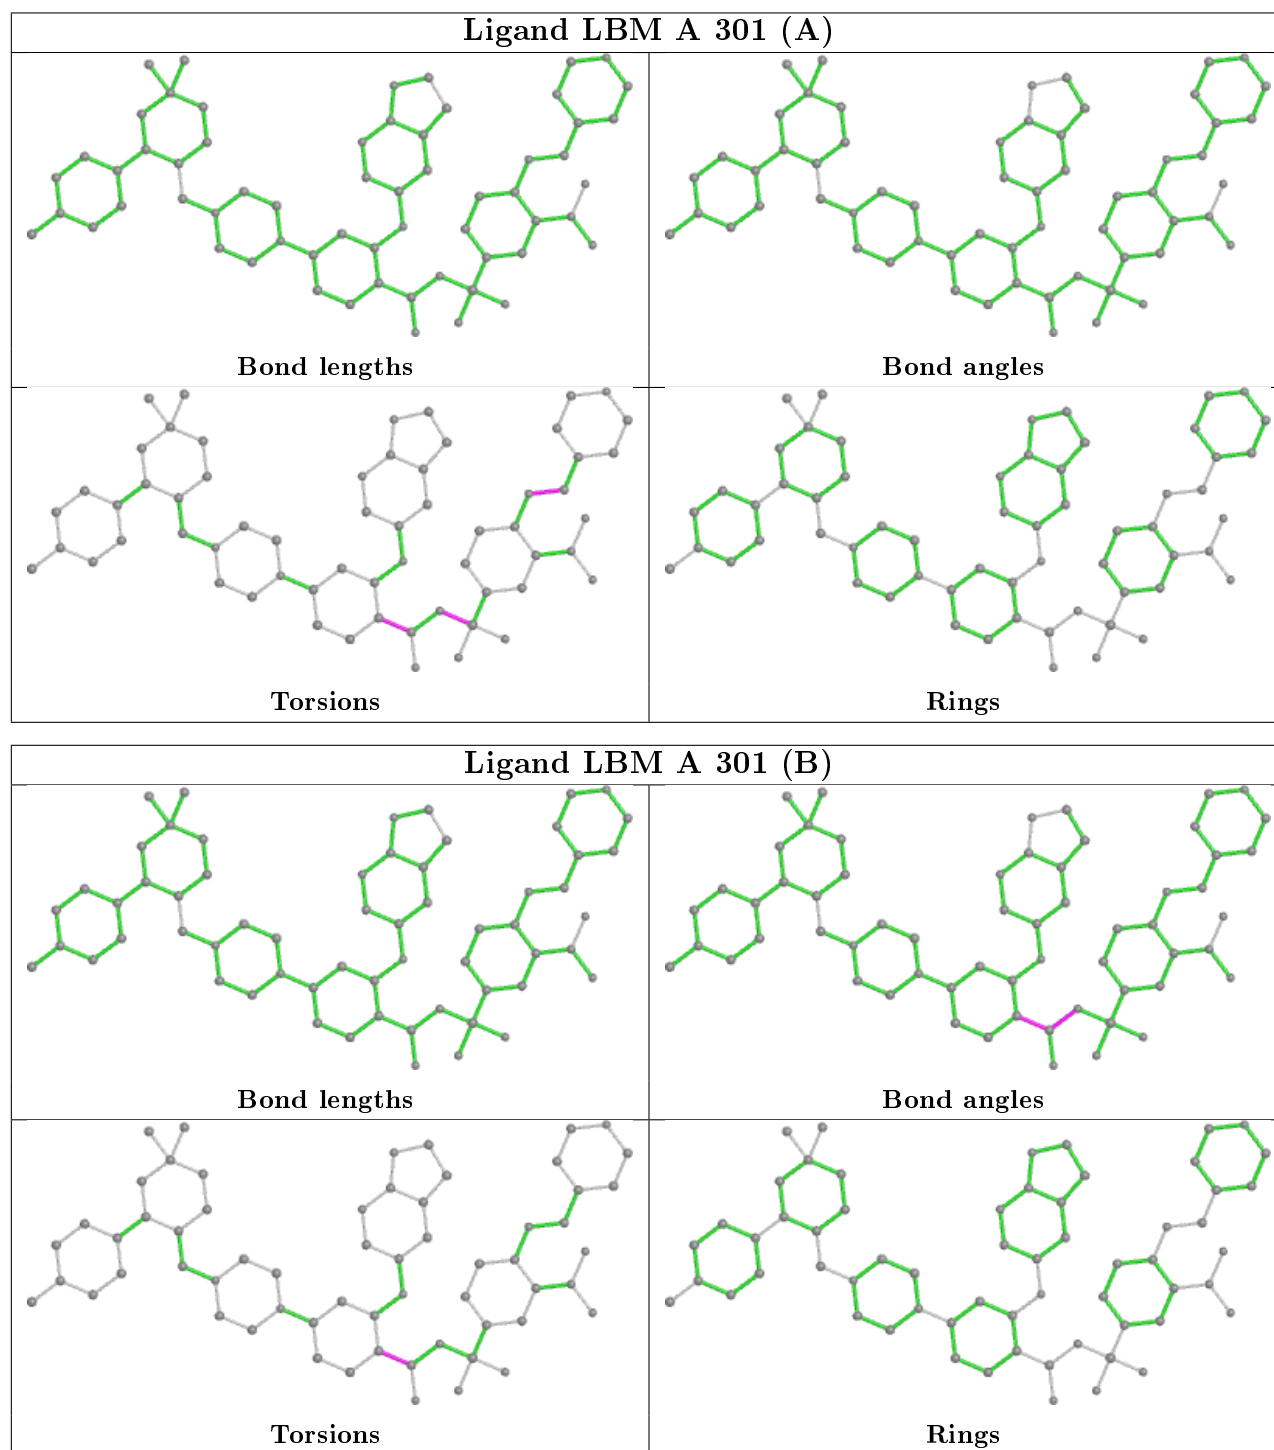 Ligand LBM A 301 (A)
Bond lengths
Bond angles
Torsions
Rings
Ligand LBM A 301 (B)
Bond lengths
Bond angles
Torsions
Rings